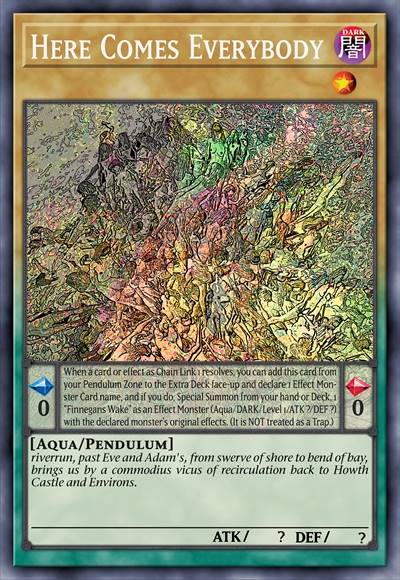 HERE COMES EVERYBODY
DARK
闇
When a card or effect as Chain Link 1 resolves, you can add this card from
your Pendulum Zone to the Extra Deck face-up and declare 1 Effect Mon-
ster Card name, and if you do, Special Summon from your hand or Deck, 1
"Finnegans Wake" as an Effect Monster (Aqua/DARK/Level 1/ATK ?/DEF ?)
with the declared monster's original effects. (It is NOT treated as a Trap.)
0
0
[AQUA/PENDULUM]
riverrun, past Eve and Adam's, from swerve of shore to bend of bay,
brings us by a commodius vicus of recirculation back to Howth
Castle and Environs.
ATK/ ? DEF/ ?